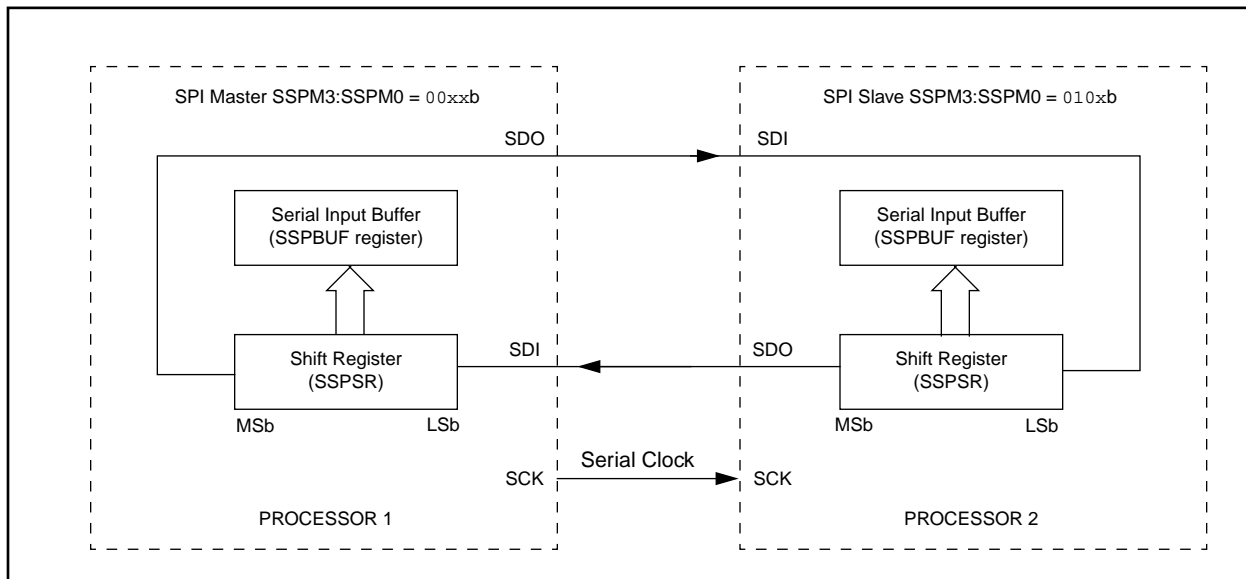 SPI Master SSPM3:SSPM0 = 00xxb
SPI Slave SSPM3:SSPM0 = 010xb
SDO
SDI
Serial Input Buffer
(SSPBUF register)
Serial Input Buffer
(SSPBUF register)
Shift Register
(SSPSR)
SDI
SDO
Shift Register
(SSPSR)
MSb
LSb
MSb
LSb
Serial Clock
SCK
SCK
PROCESSOR 1
PROCESSOR 2